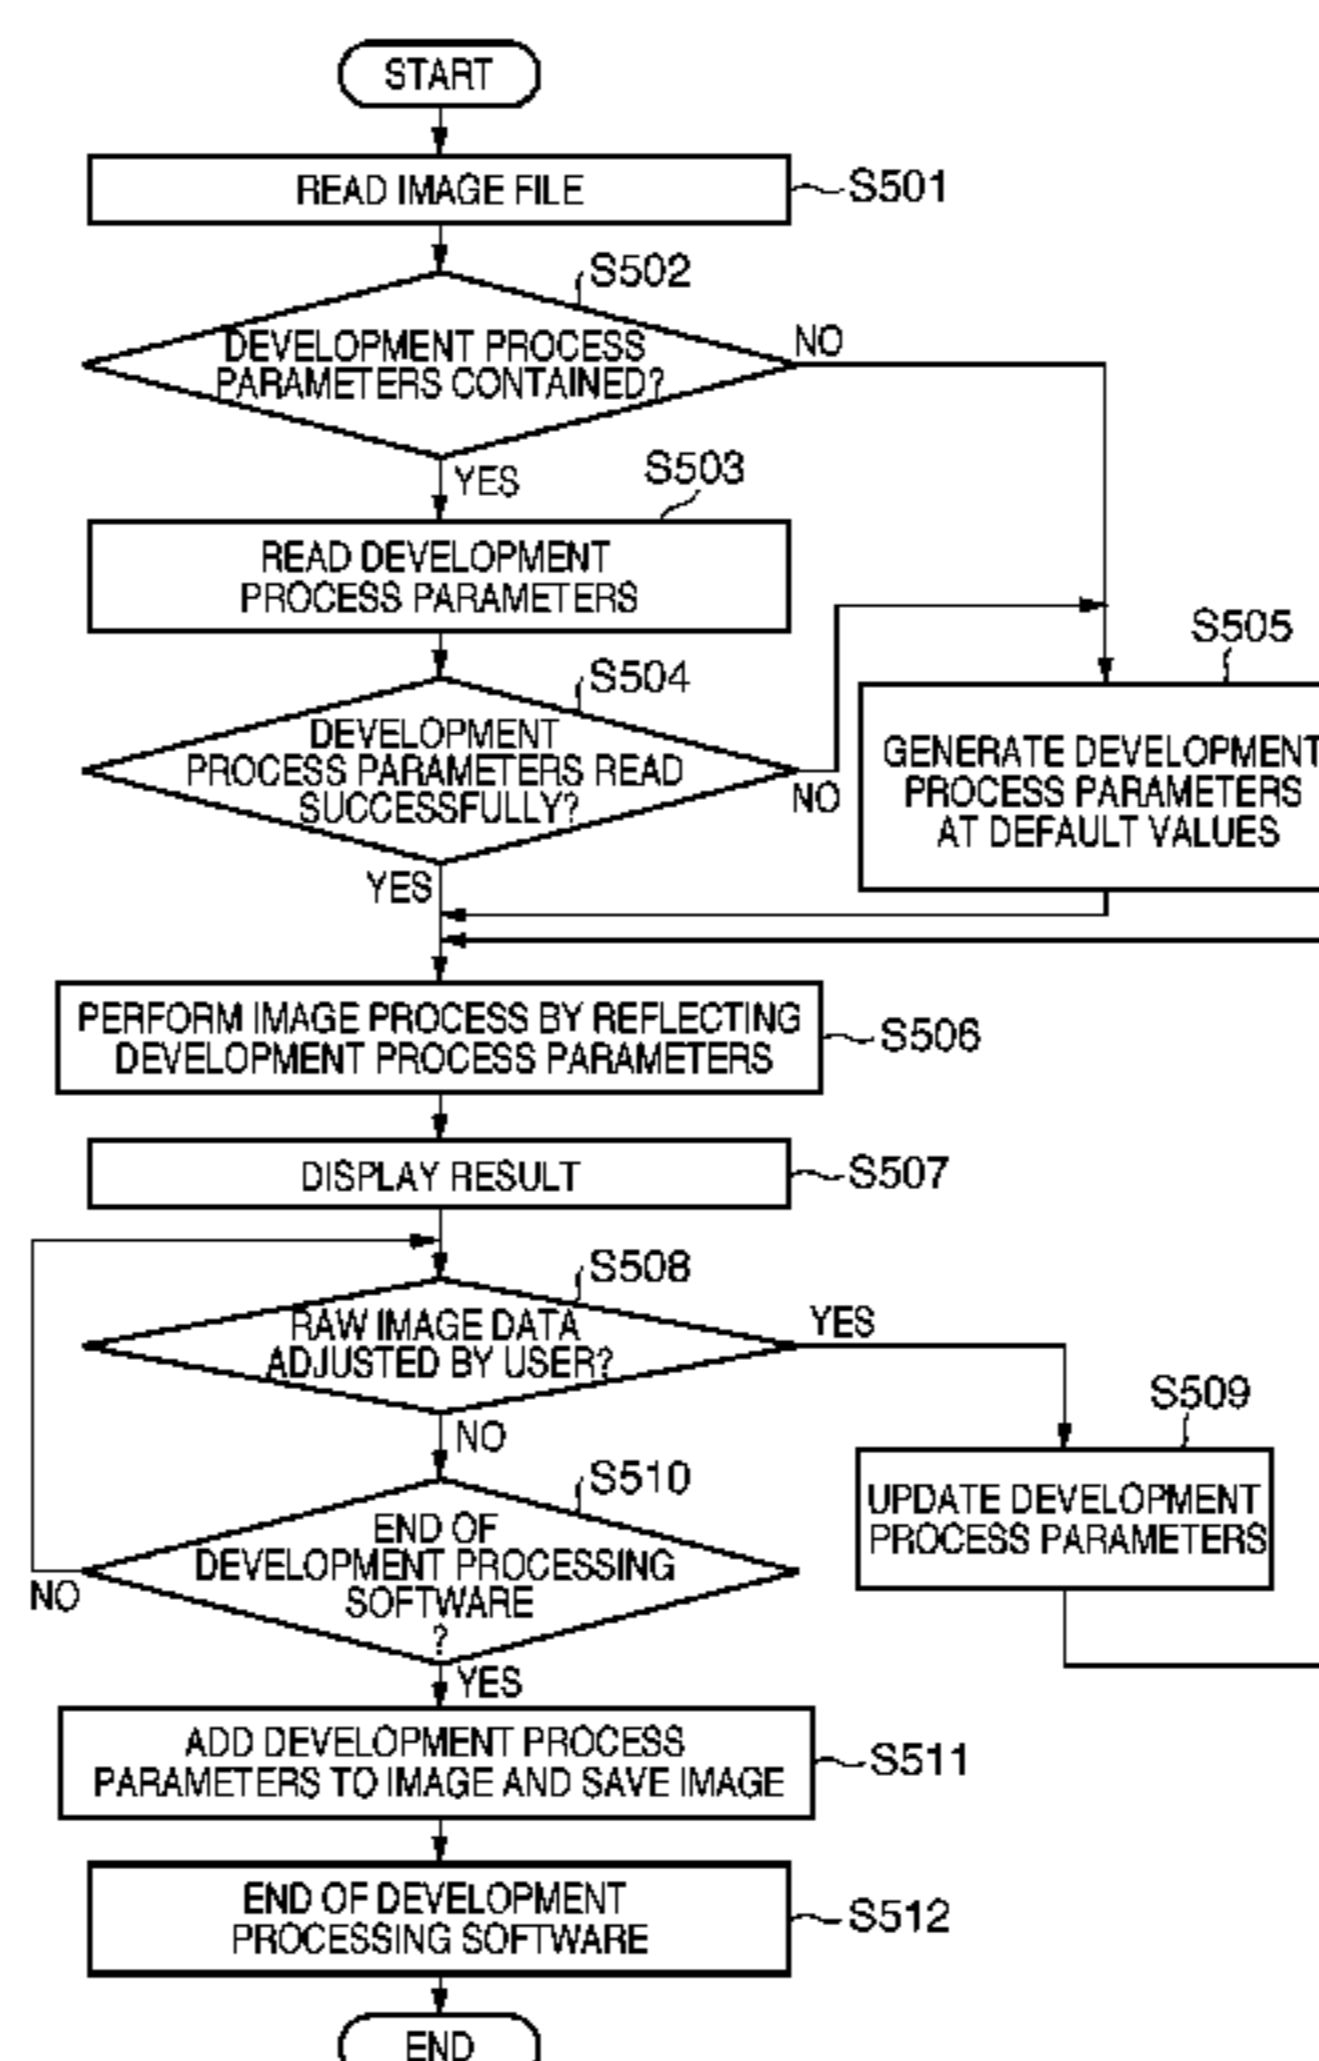 START
READ IMAGE FILE
S501
S502
DEVELOPMENT PROCESS
PARAMETERS CONTAINED?
NO
YES
S503
READ DEVELOPMENT
PROCESS PARAMETERS
S504
DEVELOPMENT
PROCESS PARAMETERS READ
SUCCESSFULLY?
NO
YES
S505
GENERATE DEVELOPMENT
PROCESS PARAMETERS
AT DEFAULT VALUES
PERFORM IMAGE PROCESS BY REFLECTING
DEVELOPMENT PROCESS PARAMETERS
S506
DISPLAY RESULT
S507
S508
RAW IMAGE DATA
ADJUSTED BY USER?
YES
NO
S509
UPDATE DEVELOPMENT
PROCESS PARAMETERS
S510
END OF
DEVELOPMENT PROCESSING
SOFTWARE
?
NO
YES
ADD DEVELOPMENT PROCESS
PARAMETERS TO IMAGE AND SAVE IMAGE
S511
END OF DEVELOPMENT
PROCESSING SOFTWARE
S512
END